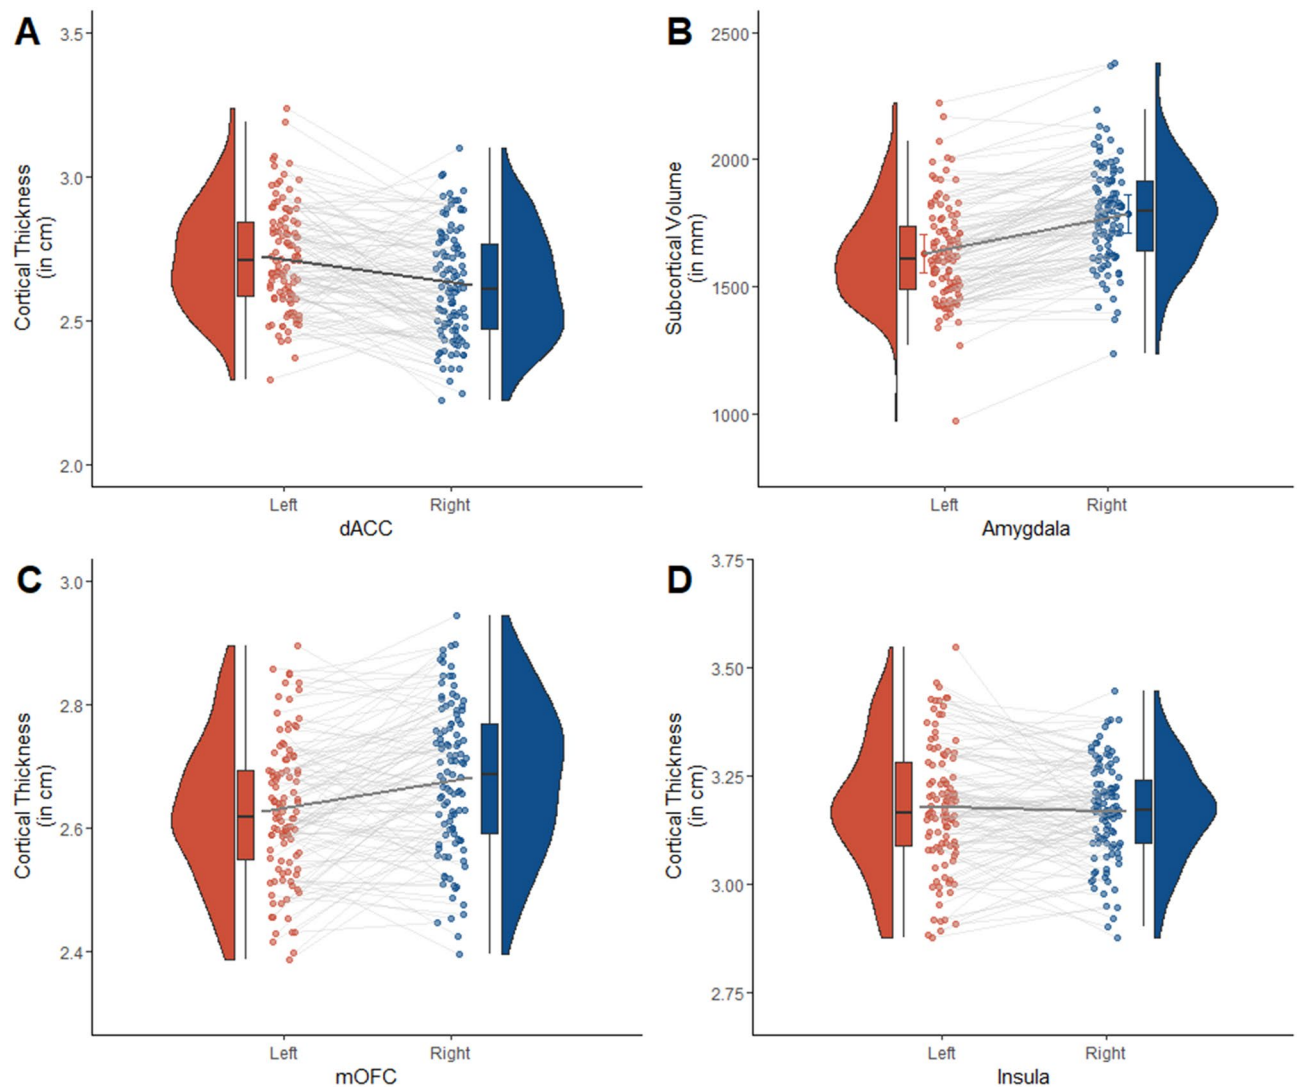 A
Cortical Thickness
(in cm)
3.5
3.0
2.5
2.0
Left
Right
dACC
B
Subcortical Volume
(in mm)
2500
2000
1500
1000
Left
Right
Amygdala
C
Cortical Thickness
(in cm)
3.0
2.8
2.6
2.4
Left
Right
mOFC
D
Cortical Thickness
(in cm)
3.75
3.50
3.25
3.00
2.75
Left
Right
Insula